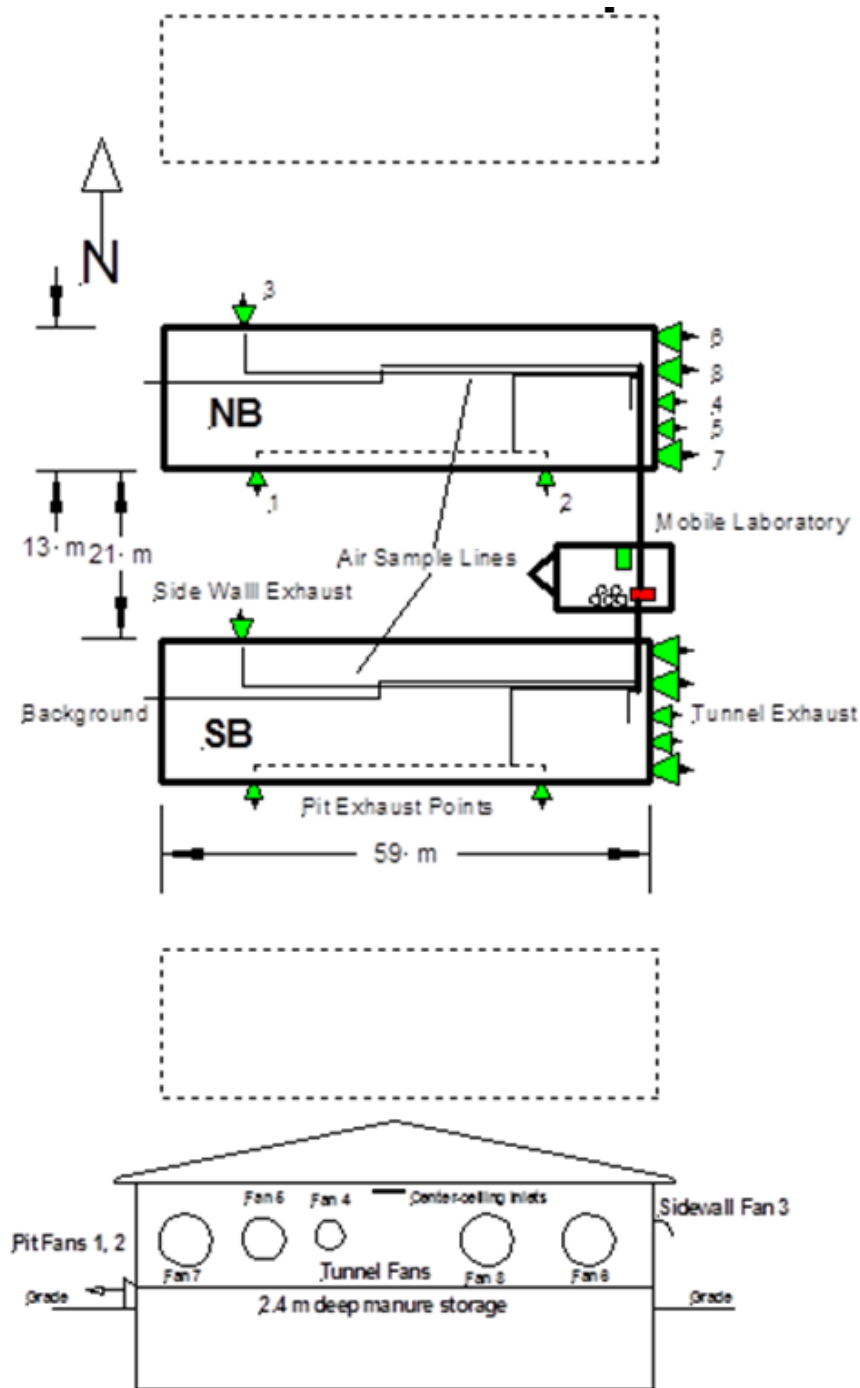 N
3
6
8
4
5
7
NB
1
2
13· m
21· m
Mobile Laboratory
Air Sample Lines
Side Walll Exhaust
Background
SB
Tunnel Exhaust
Pit Exhaust Points
59· m
Fan 5
Fan 4
Center-ceiling inlets
Sidewall Fan 3
Pit Fans 1, 2
Fan 7
Tunnel Fans
Fan 8
Fan 6
Grade
2.4 m deep manure storage
Grade